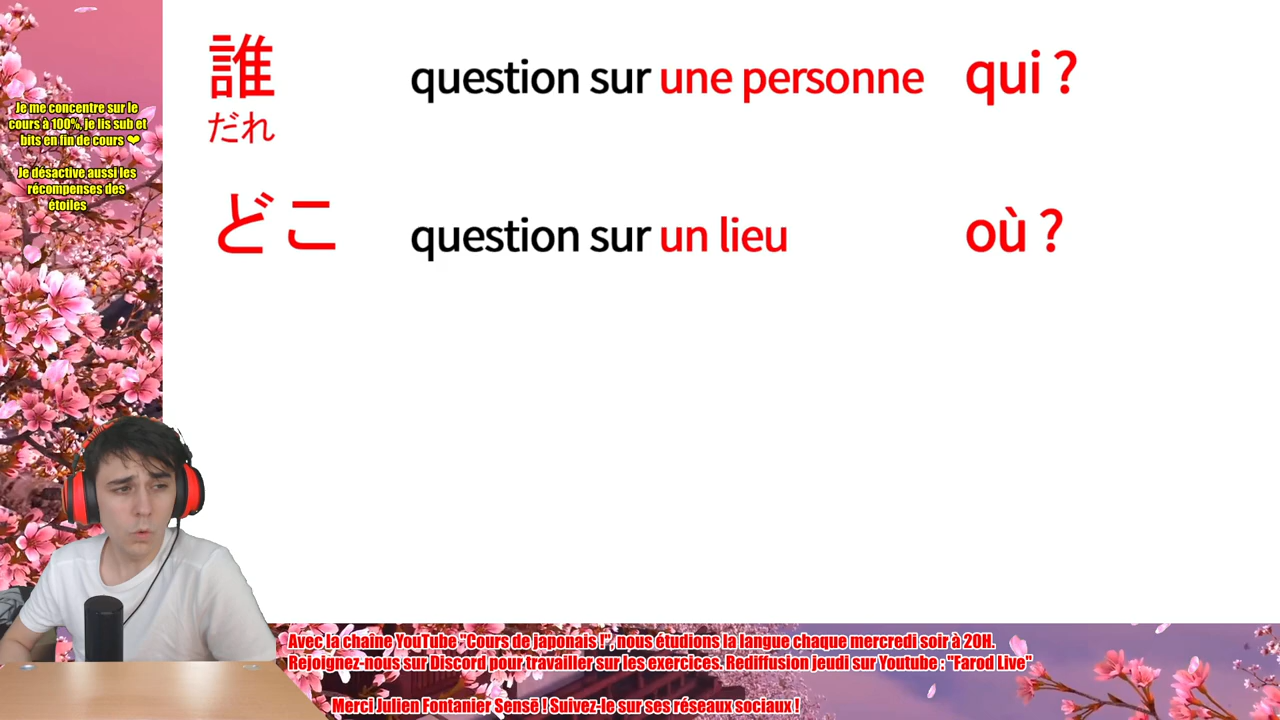 誰 question sur une personne qui ?
だれ
どこ question sur un lieu où ?
Je me concentre sur le
cours à 100%, je lis sub et
bits en fin de cours ❤
Je désactive aussi les
récompenses des
étoiles
Avec la chaîne YouTube "Cours de japonais !", nous étudions la langue chaque mercredi soir à 20H.
Rejoignez-nous sur Discord pour travailler sur les exercices. Rediffusion jeudi sur Youtube : "Farod Live"
Merci Julien Fontanier Sensē ! Suivez-le sur ses réseaux sociaux !